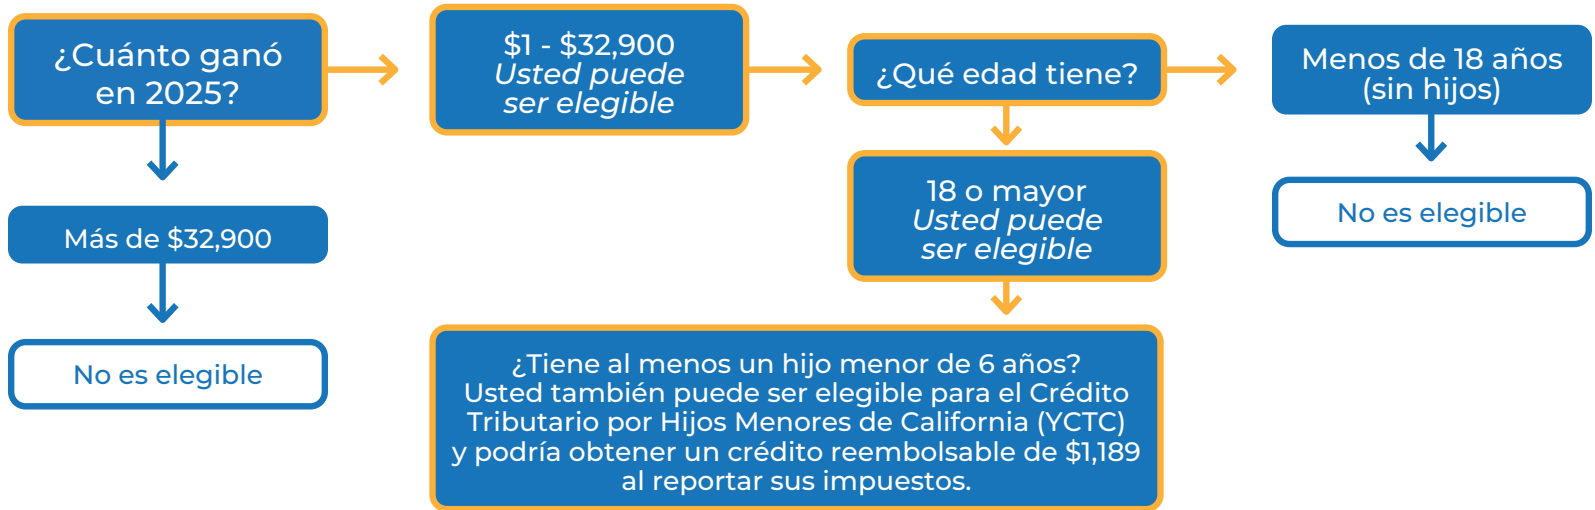 ¿Cuánto ganó
en 2025?
$1 - $32,900
Usted puede
ser elegible
¿Qué edad tiene?
Menos de 18 años
(sin hijos)
No es elegible
18 o mayor
Usted puede
ser elegible
Más de $32,900
No es elegible
¿Tiene al menos un hijo menor de 6 años?
Usted también puede ser elegible para el Crédito
Tributario por Hijos Menores de California (YCTC)
y podría obtener un crédito reembolsable de $1,189
al reportar sus impuestos.